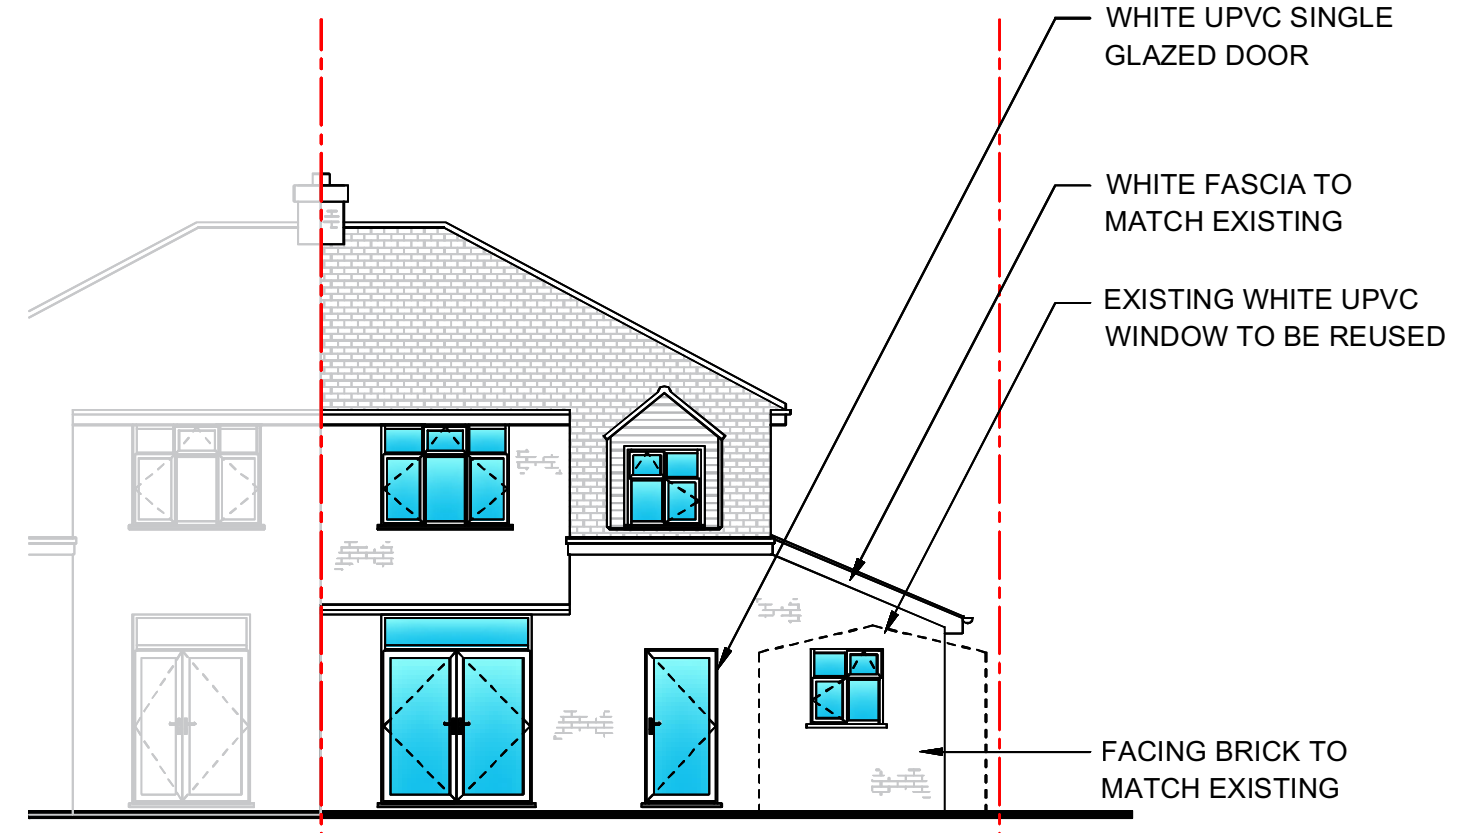 WHITE UPVC SINGLE
GLAZED DOOR
WHITE FASCIA TO
MATCH EXISTING
EXISTING WHITE UPVC
WINDOW TO BE REUSED
FACING BRICK TO
MATCH EXISTING